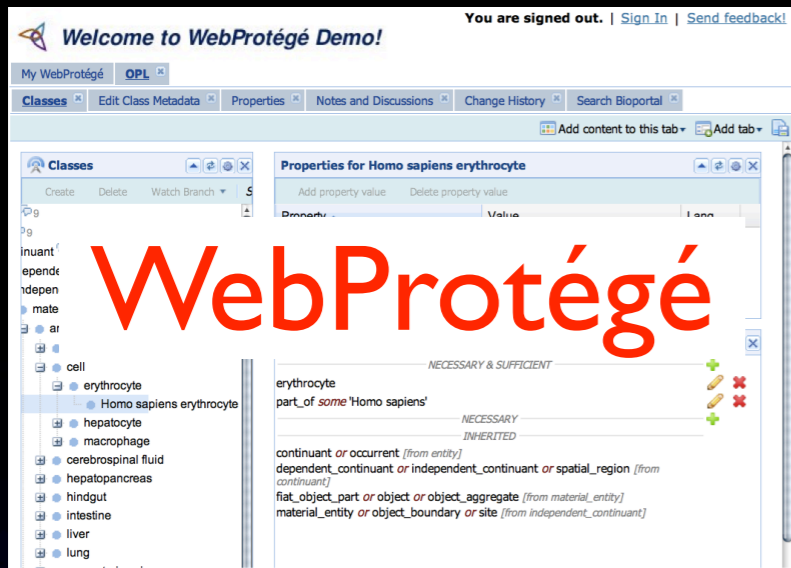 You are signed out. | Sign In | Send feedback!
Welcome to WebProtégé Demo!
My WebProtégé OPL
Classes Edit Class Metadata Properties Notes and Discussions Change History Search Bioportal
Add content to this tab Add tab
Classes
Create Delete Watch Branch
9
9
Properties for Homo sapiens erythrocyte
Add property value Delete property value
Property Value Lang
WebProtégé
cell
erythrocyte
Homo sapiens erythrocyte
hepatocyte
macrophage
cerebrospinal fluid
hepatopancreas
hindgut
intestine
liver
lung
NECESSARY & SUFFICIENT
erythrocyte
part_of some 'Homo sapiens'
NECESSARY
INHERITED
continuant or occurrent [from entity]
dependent_continuant or independent_continuant or spatial_region [from
continuant]
fiat_object_part or object or object_aggregate [from material_entity]
material_entity or object_boundary or site [from independent_continuant]